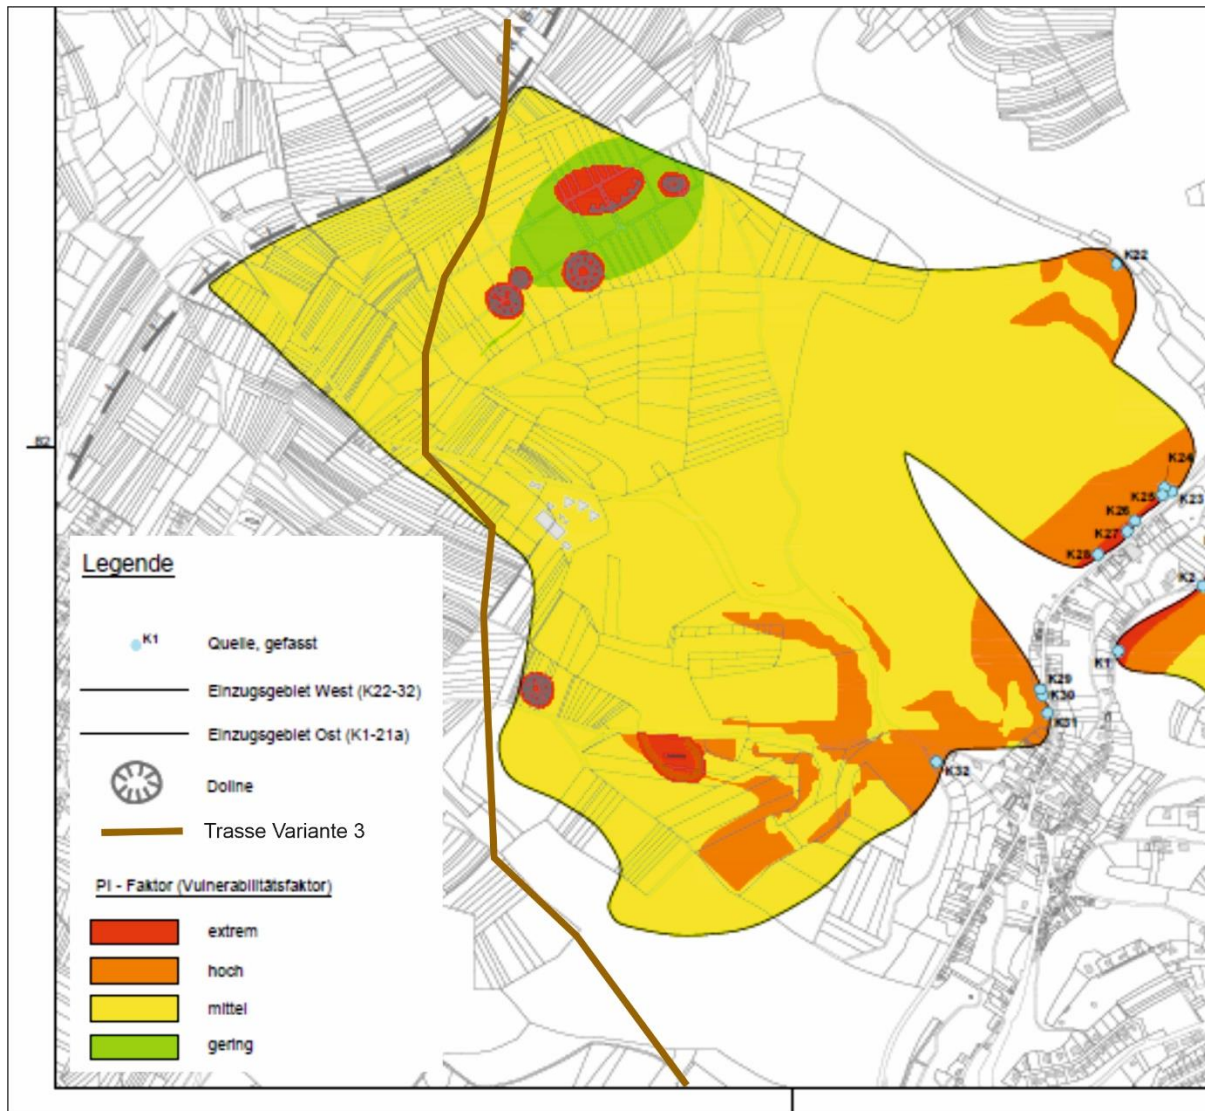 K22
K24
K25
K23
K26
K27
K28
K2
K1
K29
K30
K31
K32
Legende
K1 Quelle, gefasst
Einzugsgebiet West (K22-32)
Einzugsgebiet Ost (K1-21a)
Doline
Trasse Variante 3
PI - Faktor (Vulnerabilitätsfaktor)
extrem
hoch
mittel
gering